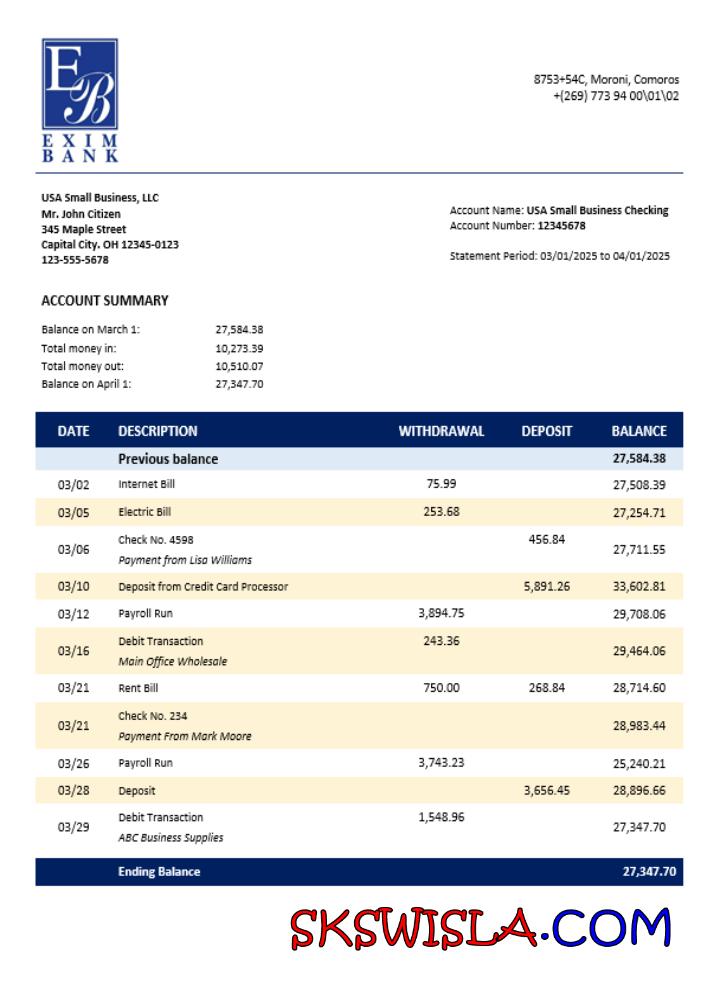 EB
EXIM
BANK
8753+54C, Moroni, Comoros
+(269) 773 94 00\01\02
USA Small Business, LLC
Mr. John Citizen
345 Maple Street
Capital City. OH 12345-0123
123-555-5678
Account Name: USA Small Business Checking
Account Number: 12345678
Statement Period: 03/01/2025 to 04/01/2025
ACCOUNT SUMMARY
Balance on March 1: 27,584.38
Total money in: 10,273.39
Total money out: 10,510.07
Balance on April 1: 27,347.70
DATE DESCRIPTION WITHDRAWAL DEPOSIT BALANCE
Previous balance 27,584.38
03/02 Internet Bill 75.99 27,508.39
03/05 Electric Bill 253.68 27,254.71
03/06 Check No. 4598 456.84 27,711.55
Payment from Lisa Williams
03/10 Deposit from Credit Card Processor 5,891.26 33,602.81
03/12 Payroll Run 3,894.75 29,708.06
03/16 Debit Transaction 243.36 29,464.06
Main Office Wholesale
03/21 Rent Bill 750.00 268.84 28,714.60
03/21 Check No. 234 28,983.44
Payment From Mark Moore
03/26 Payroll Run 3,743.23 25,240.21
03/28 Deposit 3,656.45 28,896.66
03/29 Debit Transaction 1,548.96 27,347.70
ABC Business Supplies
Ending Balance 27,347.70
SKSWISLA.COM